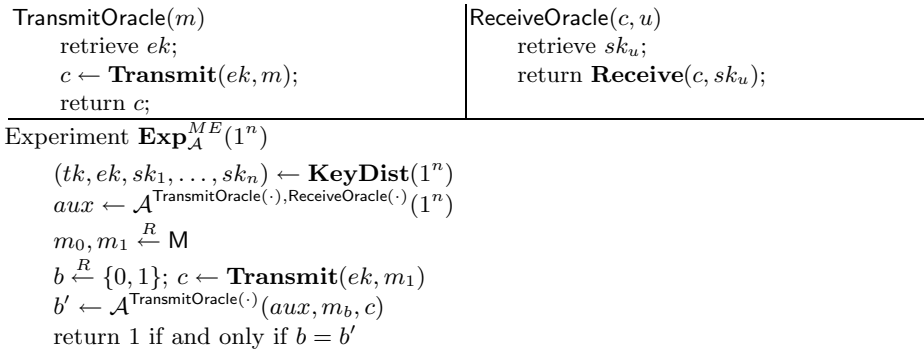 TransmitOracle(m)
retrieve ek;
c ← Transmit(ek, m);
return c;
ReceiveOracle(c, u)
retrieve sk_u;
return Receive(c, sk_u);
Experiment Exp_A^{ME}(1^n)
(tk, ek, sk_1, . . . , sk_n) ← KeyDist(1^n)
aux ← A^{TransmitOracle(·),ReceiveOracle(·)}(1^n)
m_0, m_1 ←^R M
b ←^R {0, 1}; c ← Transmit(ek, m_1)
b′ ← A^{TransmitOracle(·)}(aux, m_b, c)
return 1 if and only if b = b′